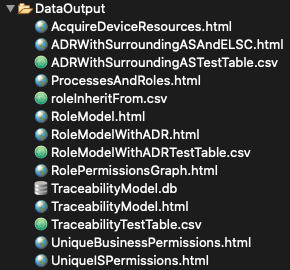 DataOutput
AcquireDeviceResources.html
ADRWithSurroundingASAndELSC.html
ADRWithSurroundingASTestTable.csv
ProcessesAndRoles.html
roleInheritFrom.csv
RoleModel.html
RoleModelWithADR.html
RoleModelWithADRTestTable.csv
RolePermissionsGraph.html
TraceabilityModel.db
TraceabilityModel.html
TraceabilityTestTable.csv
UniqueBusinessPermissions.html
UniqueISPermissions.html